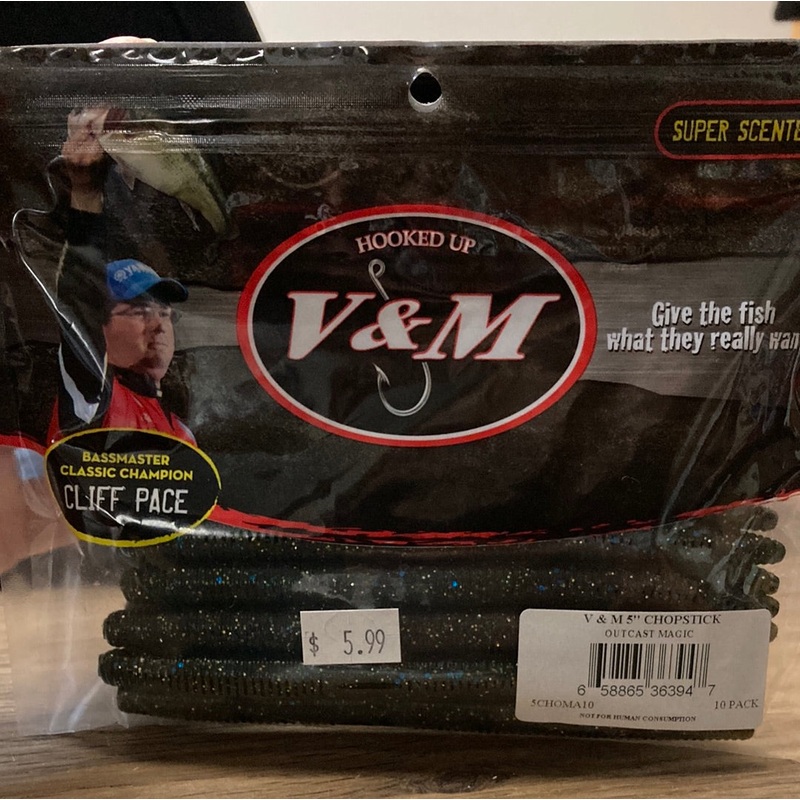 SUPER SCENTE
HOOKED UP
V&M
Give the fish
what they really wan
YAMAHA
BASSMASTER
CLASSIC CHAMPION
CLIFF PACE
$ 5.99
V & M 5" CHOPSTICK
OUTCAST MAGIC
6 58865 36394 7
5CHOMA10 10 PACK
NOT FOR HUMAN CONSUMPTION